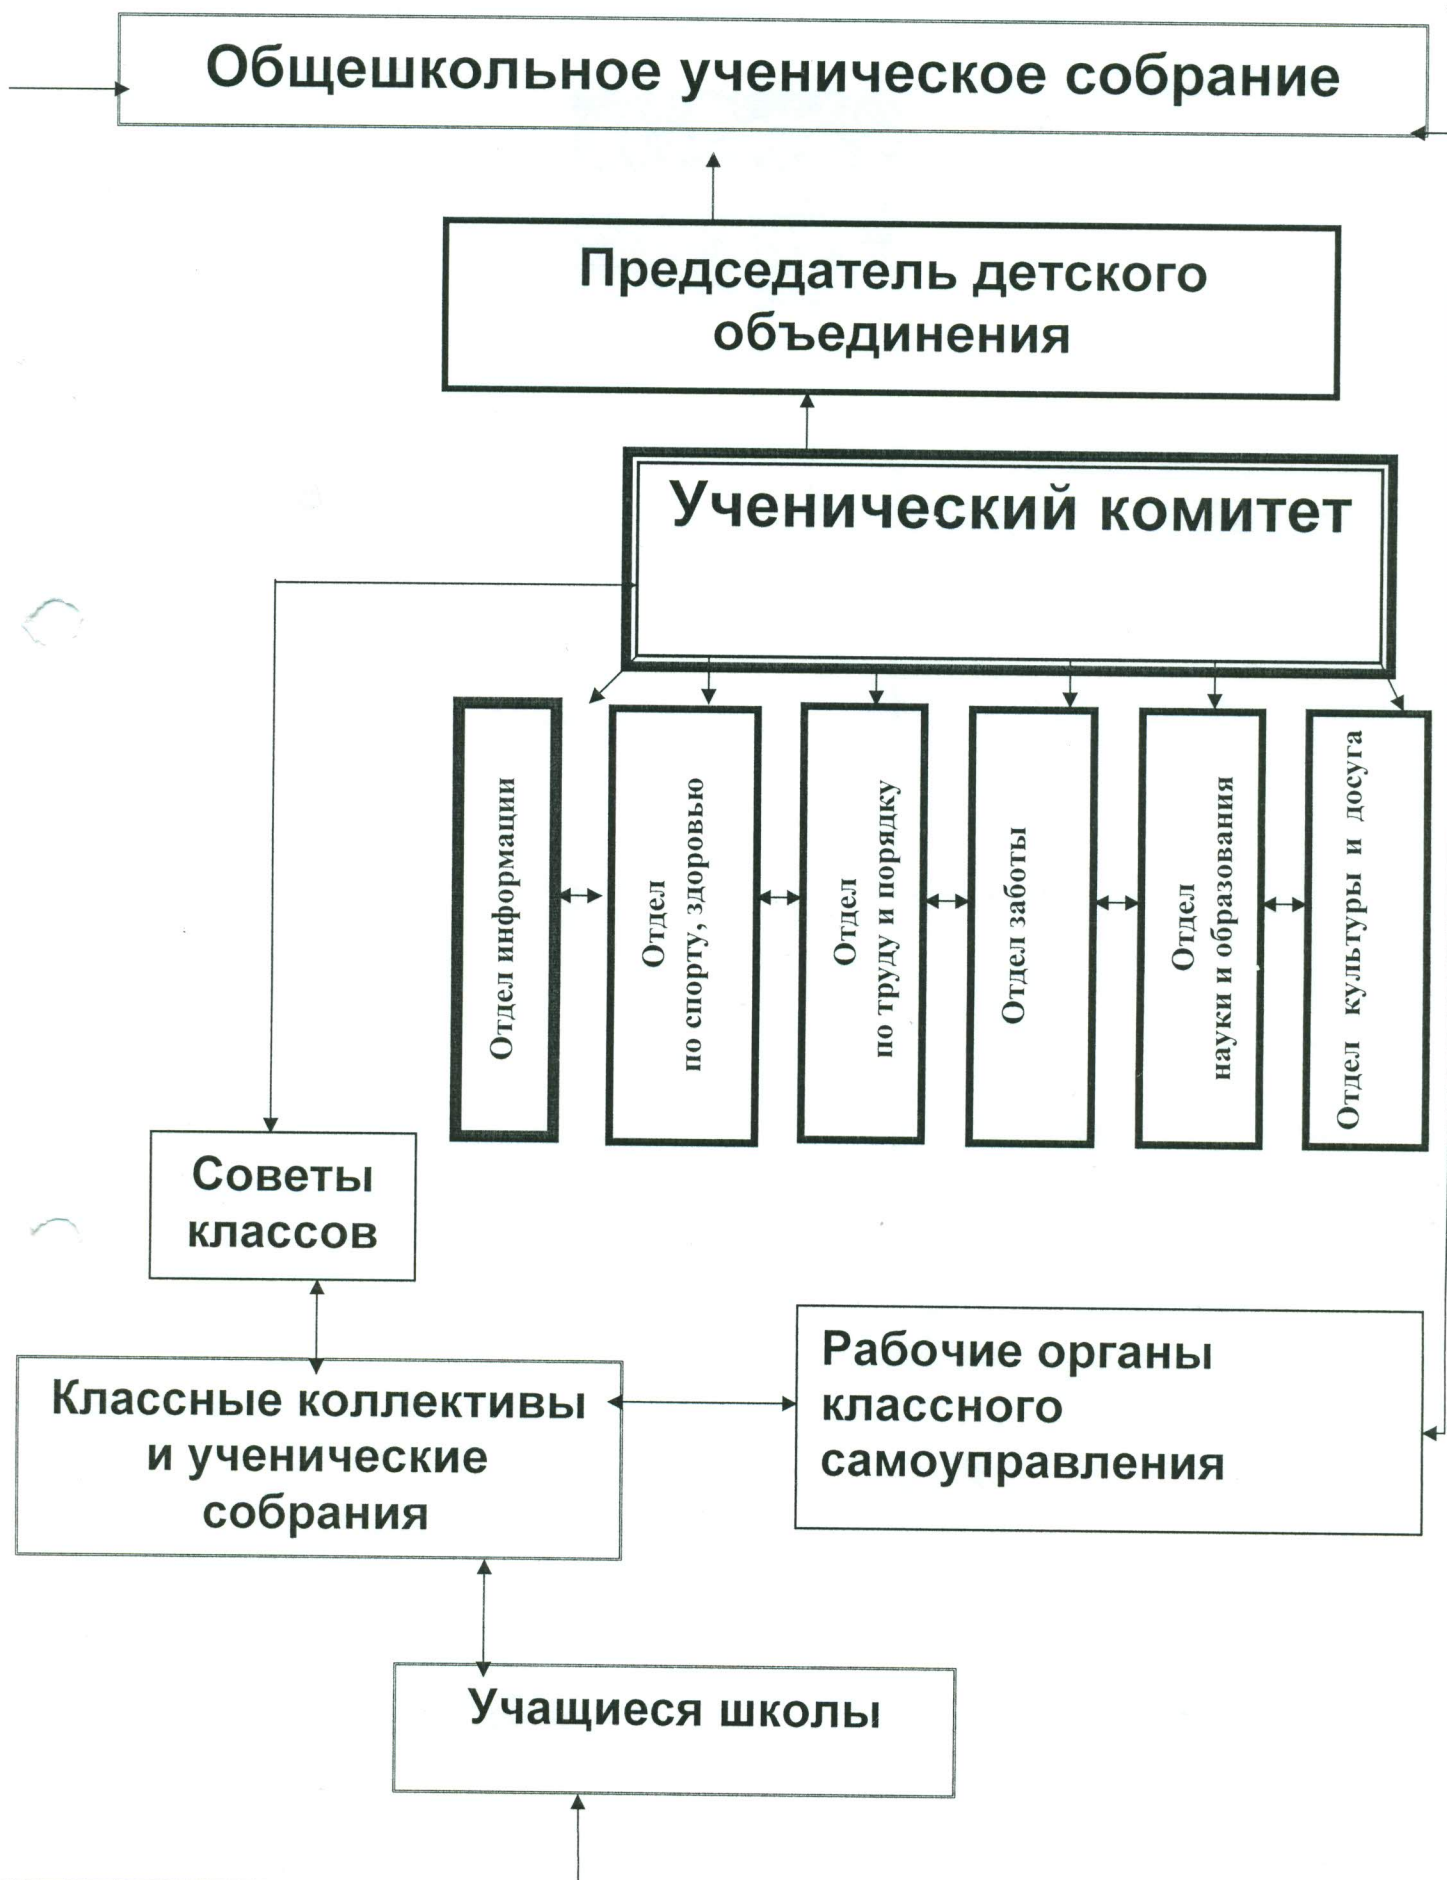 Общешкольное ученическое собрание
Председатель детского
объединения
Ученический комитет
Отдел информации
Отдел
по спорту, здоровью
Отдел
по труду и порядку
Отдел заботы
Отдел
науки и образования
Отдел культуры и досуга
Советы
классов
Классные коллективы
и ученические
собрания
Рабочие органы
классного
самоуправления
Учащиеся школы